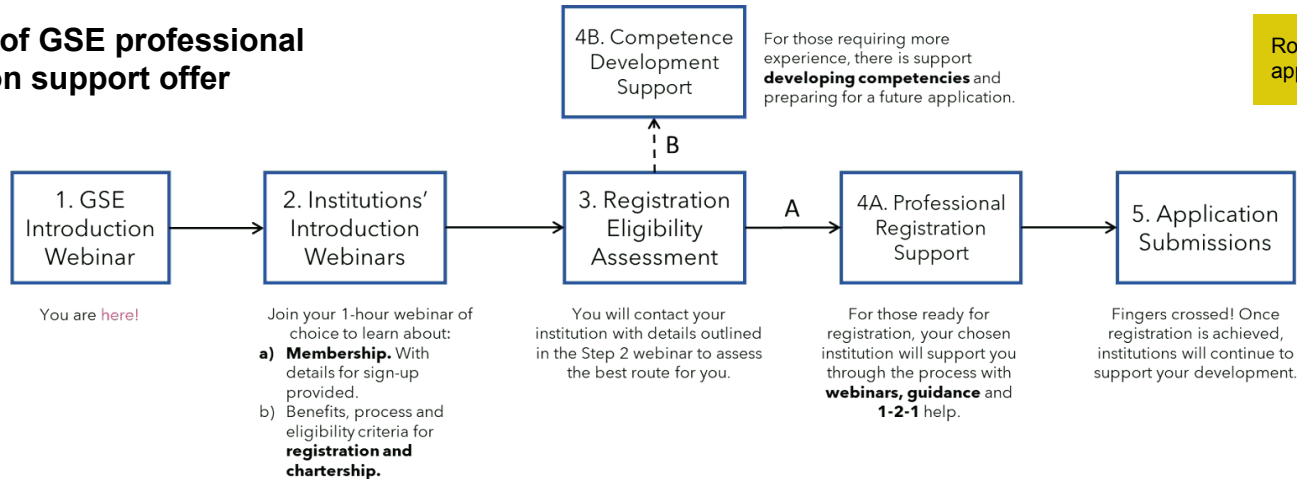 of GSE professional
on support offer
4B. Competence
Development
Support
For those requiring more
experience, there is support
developing competencies and
preparing for a future application.
B
1. GSE
Introduction
Webinar
2. Institutions’
Introduction
Webinars
3. Registration
Eligibility
Assessment
A
4A. Professional
Registration
Support
5. Application
Submissions
You are here!
Join your 1-hour webinar of
choice to learn about:
a) Membership. With
details for sign-up
provided.
b) Benefits, process and
eligibility criteria for
registration and
chartership.
You will contact your
institution with details outlined
in the Step 2 webinar to assess
the best route for you.
For those ready for
registration, your chosen
institution will support you
through the process with
webinars, guidance and
1-2-1 help.
Fingers crossed! Once
registration is achieved,
institutions will continue to
support your development.